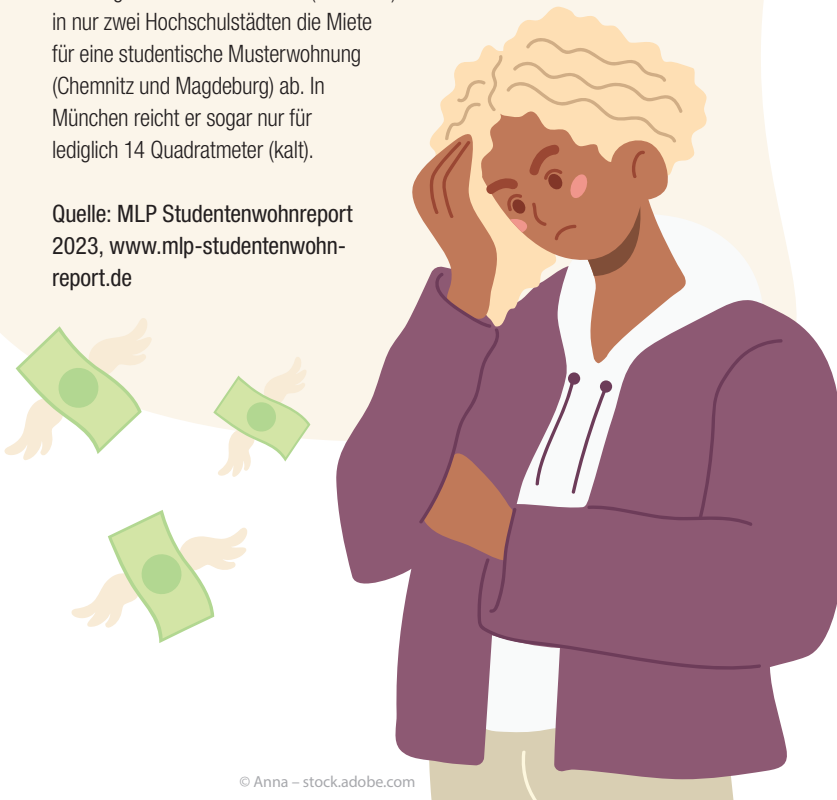 in nur zwei Hochschulstädten die Miete
für eine studentische Musterwohnung
(Chemnitz und Magdeburg) ab. In
München reicht er sogar nur für
lediglich 14 Quadratmeter (kalt).
Quelle: MLP Studentenwohnreport
2023, www.mlp-studentenwohn-
report.de
© Anna – stock.adobe.com